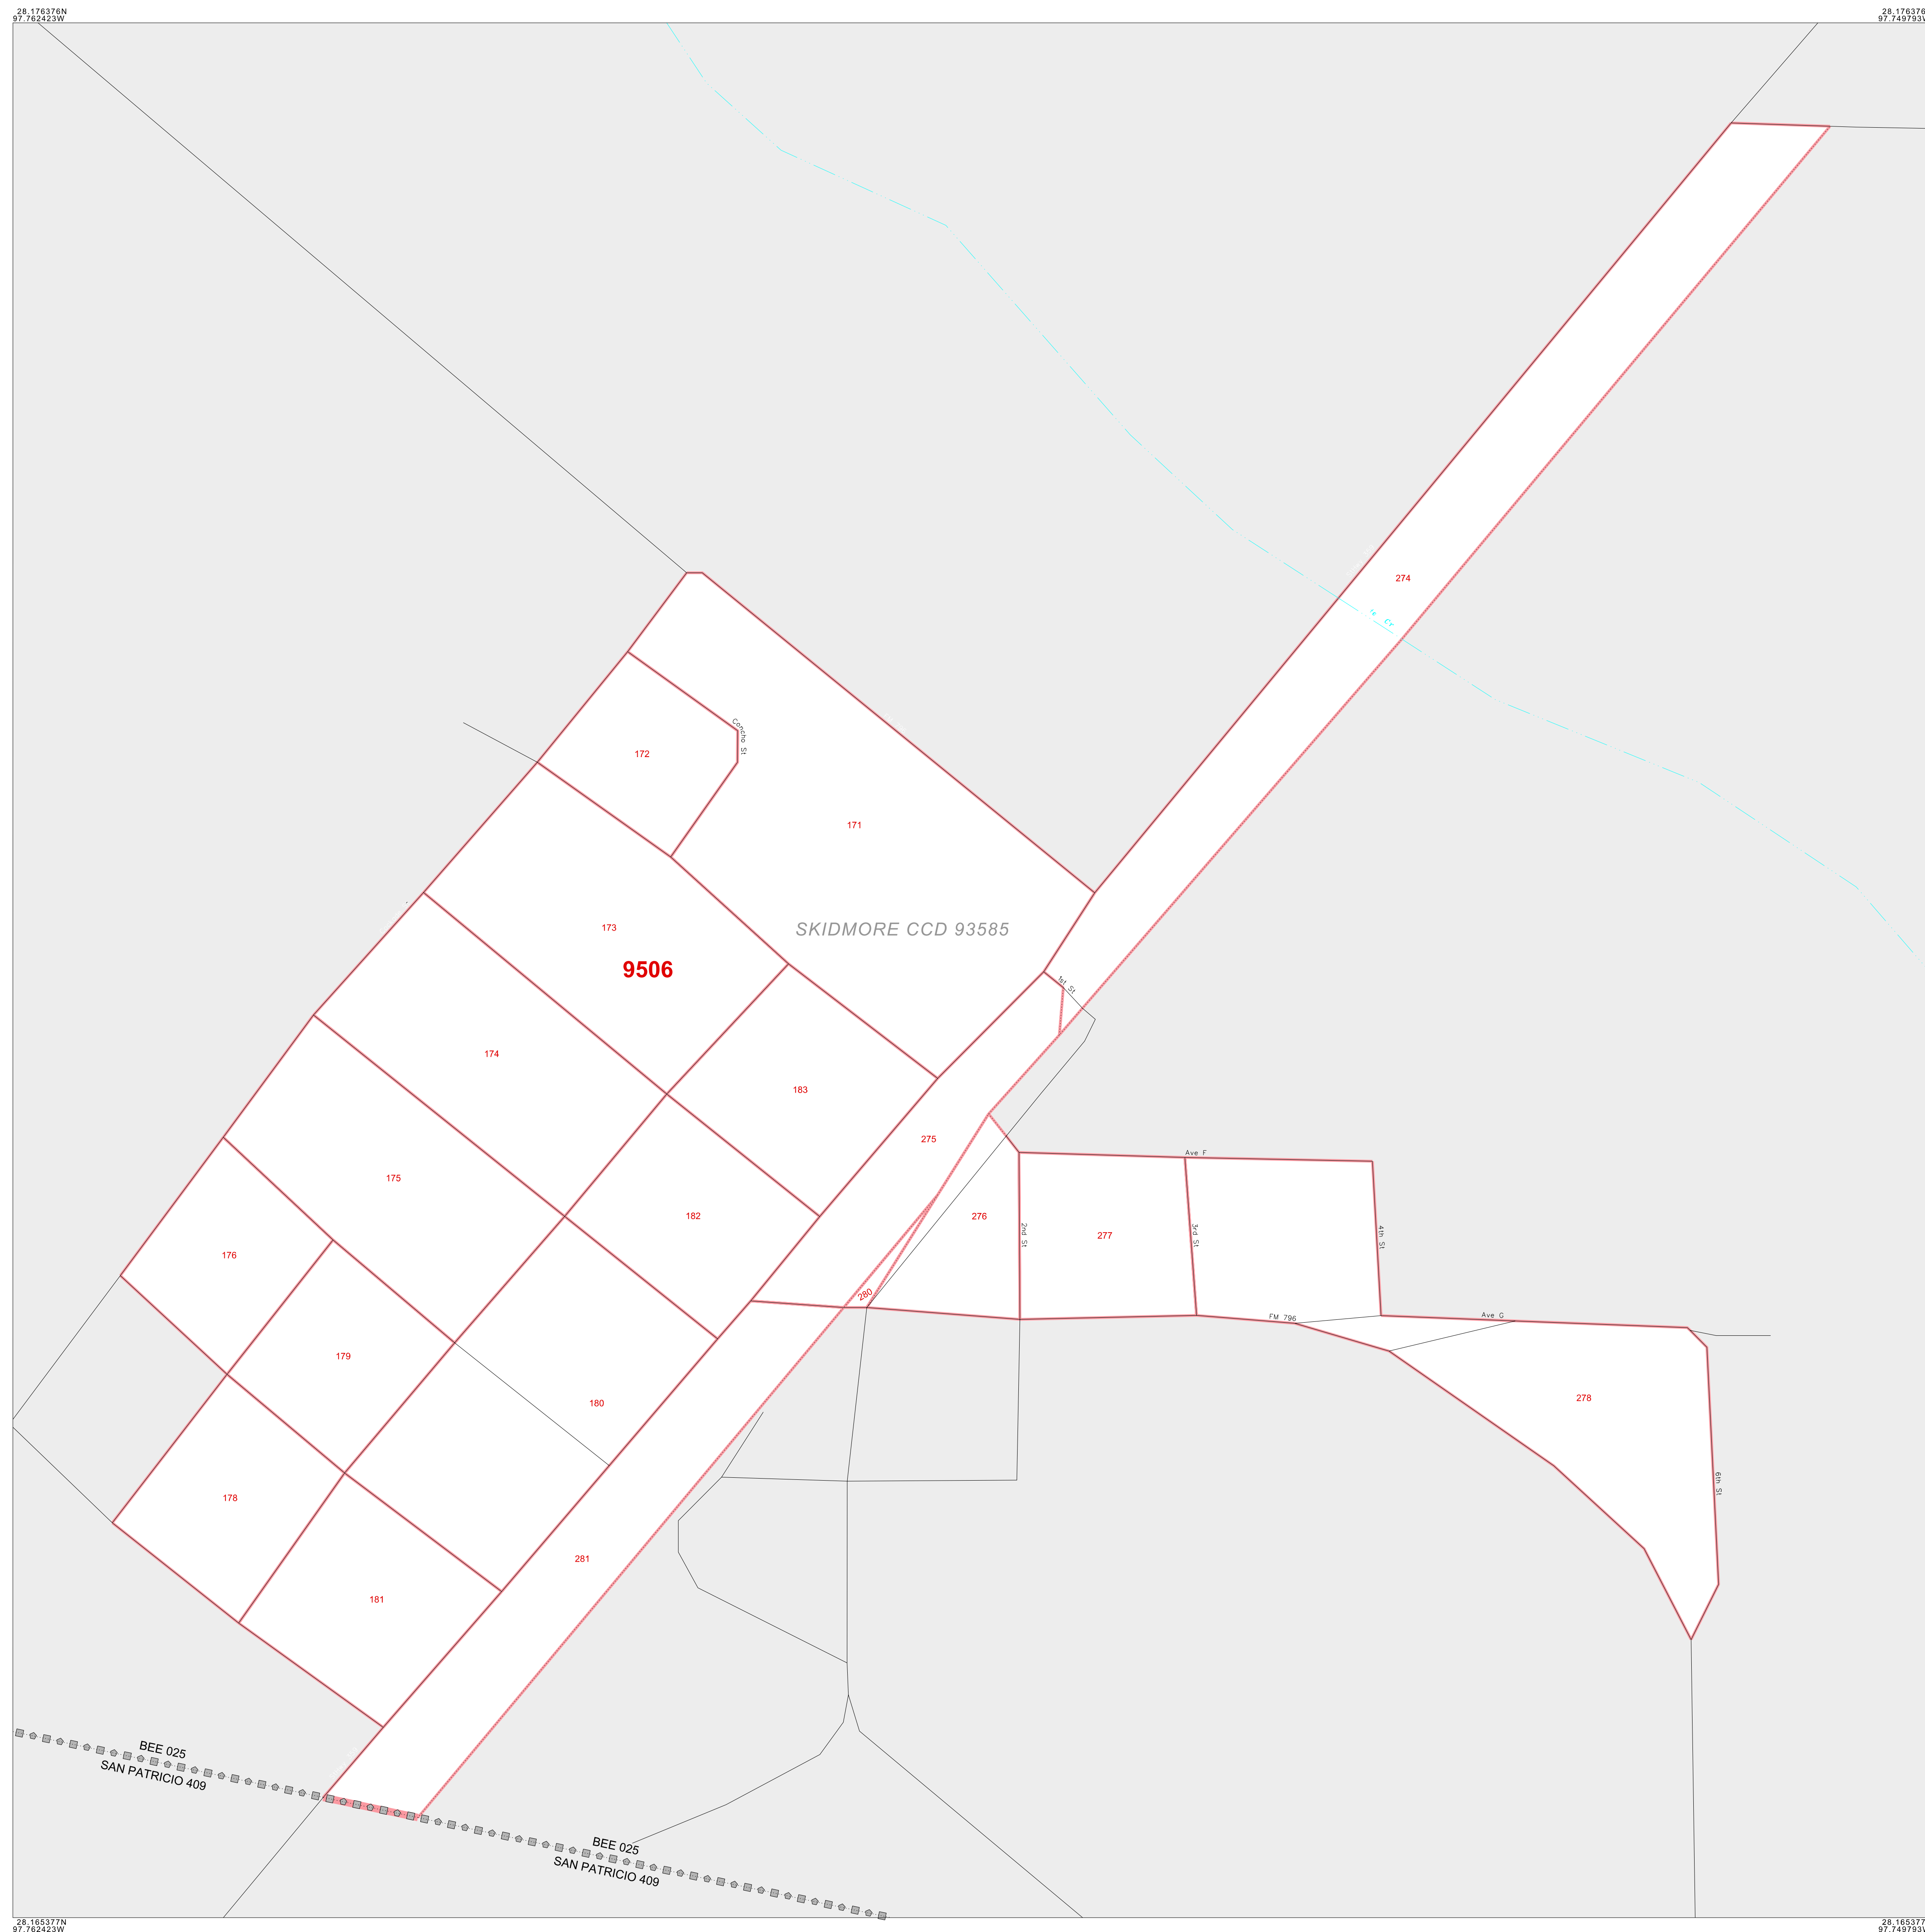 28.176376N
97.762423W
28.176376
97.749793W
274
Cr
Concho St
172
171
SKIDMORE CCD 93585
173
9506
1st St
174
183
275
Ave F
175
182
276
2nd St
277
3rd St
4th St
176
280
FM 796
Ave G
179
180
278
178
6th St
281
181
BEE 025
SAN PATRICIO 409
BEE 025
SAN PATRICIO 409
28.165377N
97.762423W
28.165377
97.749793W